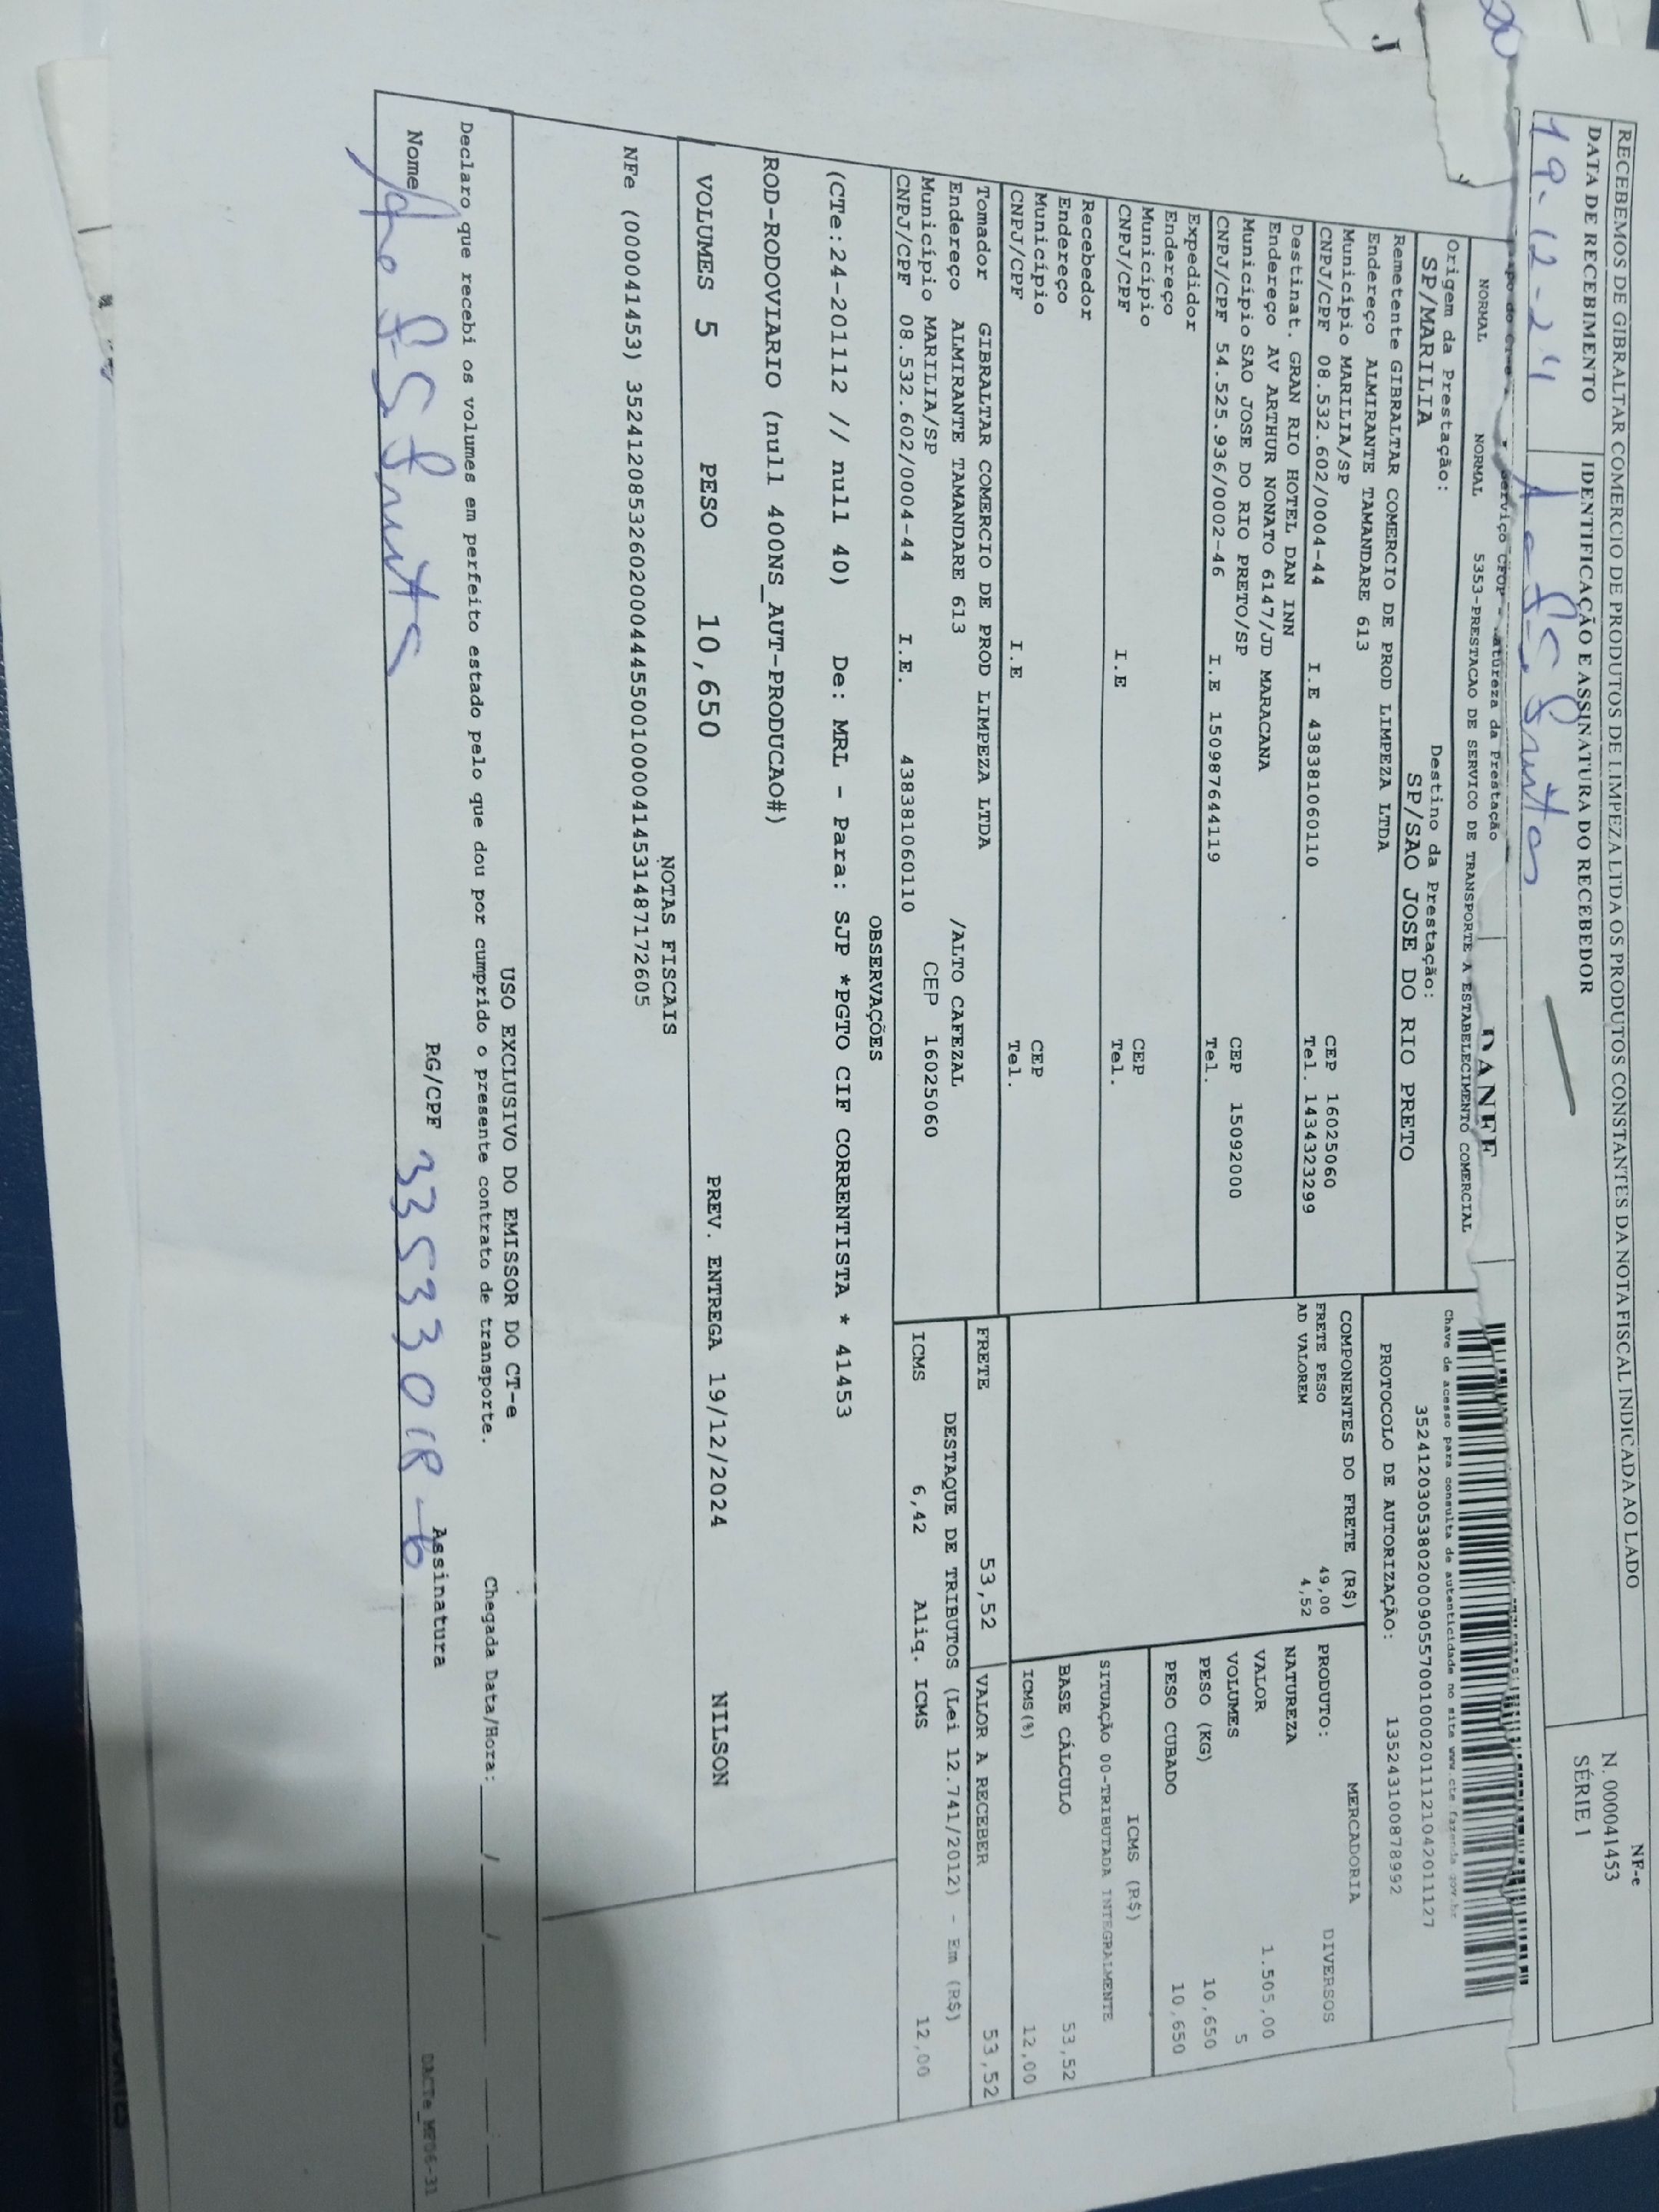 RECEBEMOS DE GIBRALTAR COMERCIO DE PRODUTOS DE LIMPEZA LTDA OS PRODUTOS CONSTANTES DA NOTA FISCAL INDICADA AO LADO
NF-e
N. 000041453
SÉRIE 1
DATA DE RECEBIMENTO
IDENTIFICAÇÃO E ASSINATURA DO RECEBEDOR
19-12-24
DANFE
NORMAL NORMAL 5353-PRESTACAO DE SERVICO DE TRANSPORTE A ESTABELECIMENTO COMERCIAL
Chave de acesso para consulta de autenticidade no site www.cte.fazenda.gov.br
35241203053802000905570010002011121042011127
PROTOCOLO DE AUTORIZAÇÃO: 135243100878992
Origem da Prestação:
SP/MARILIA
Destino da Prestação:
SP/SAO JOSE DO RIO PRETO
Remetente GIBRALTAR COMERCIO DE PROD LIMPEZA LTDA
Endereço ALMIRANTE TAMANDARE 613
Município MARILIA/SP CEP 16025060
CNPJ/CPF 08.532.602/0004-44 I.E 438381060110 Tel. 1434323299
Destinat. GRAN RIO HOTEL DAN INN
Endereço AV ARTHUR NONATO 6147/JD MARACANA
Município SAO JOSE DO RIO PRETO/SP CEP 15092000
CNPJ/CPF 54.525.936/0002-46 I.E 150987644119 Tel.
Expedidor
Endereço
Município CEP
CNPJ/CPF I.E Tel.
Recebedor
Endereço
Município CEP
CNPJ/CPF I.E Tel.
Tomador GIBRALTAR COMERCIO DE PROD LIMPEZA LTDA
Endereço ALMIRANTE TAMANDARE 613 /ALTO CAFEZAL
Município MARILIA/SP CEP 16025060
CNPJ/CPF 08.532.602/0004-44 I.E. 438381060110
COMPONENTES DO FRETE (R$)
FRETE PESO 49,00
AD VALOREM 4,52
MERCADORIA
PRODUTO: DIVERSOS
NATUREZA
VALOR 1.505,00
VOLUMES 5
PESO (KG) 10,650
PESO CUBADO 10,650
ICMS (R$)
SITUAÇÃO 00-TRIBUTADA INTEGRALMENTE
BASE CÁLCULO 53,52
ICMS(%) 12,00
FRETE 53,52 VALOR A RECEBER 53,52
DESTAQUE DE TRIBUTOS (Lei 12.741/2012) - Em (R$)
ICMS 6,42 Aliq. ICMS 12,00
OBSERVAÇÕES
(CTe:24-201112 // null 40) De: MRL - Para: SJP *PGTO CIF CORRENTISTA * 41453
ROD-RODOVIARIO (null 400NS_AUT-PRODUCAO#)
VOLUMES 5 PESO 10,650 PREV. ENTREGA 19/12/2024 NILSON
NOTAS FISCAIS
NFe (000041453) 35241208532602000444550010000414531487172605
USO EXCLUSIVO DO EMISSOR DO CT-e
Declaro que recebi os volumes em perfeito estado pelo que dou por cumprido o presente contrato de transporte.
Chegada Data/Hora: / /
Nome RG/CPF Assinatura
DACTe_MP06-31